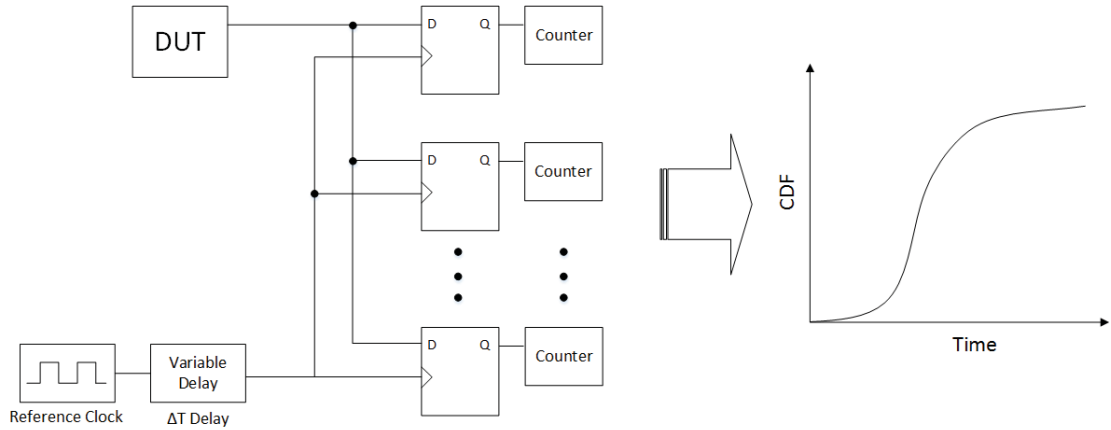 DUT
D Q
Counter
D Q
Counter
D Q
Counter
Variable
Delay
Reference Clock
ΔT Delay
CDF
Time